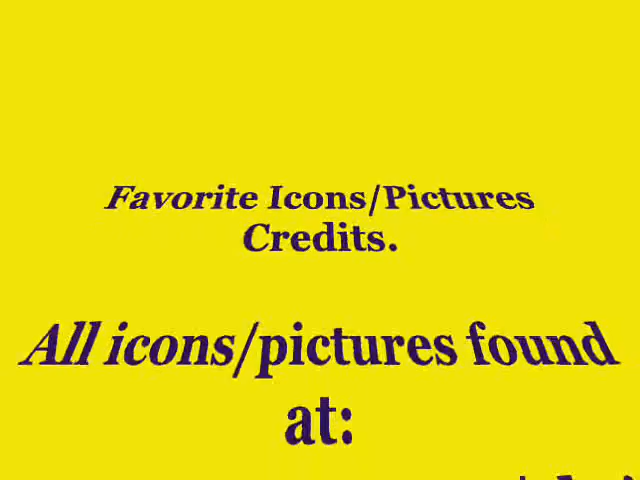 Favorite Icons/Pictures
Credits.
All icons/pictures found
at: